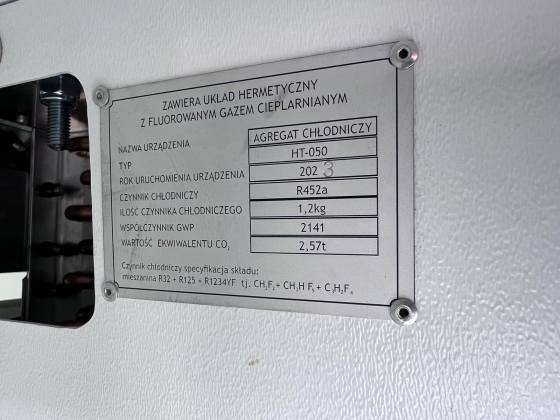 ZAWIERA UKŁAD HERMETYCZNY
Z FLUOROWANYM GAZEM CIEPLARNIANYM
NAZWA URZĄDZENIA AGREGAT CHŁODNICZY
TYP HT-050
ROK URUCHOMIENIA URZĄDZENIA 2023
CZYNNIK CHŁODNICZY R452a
ILOŚĆ CZYNNIKA CHŁODNICZEGO 1,2kg
WSPÓŁCZYNNIK GWP 2141
WARTOŚĆ EKWIWALENTU CO₂ 2,57t
Czynnik chłodniczy specyfikacja składu:
mieszanina R32 + R125 + R1234YF tj. CH₂F₂ + CH₃H F₅ + C₃H₂F₄